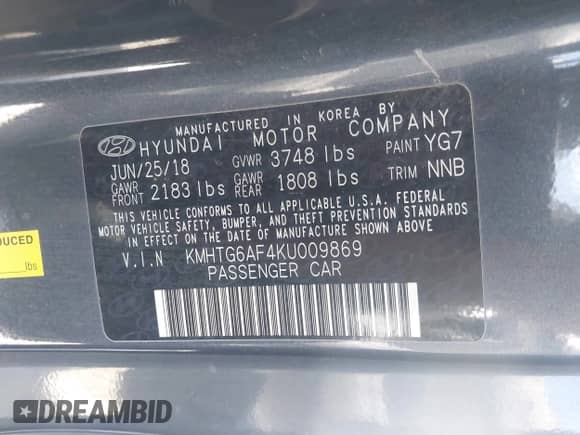 MANUFACTURED IN KOREA BY
HYUNDAI MOTOR COMPANY
JUN/25/18 GVWR 3748 lbs PAINT YG7
GAWR FRONT 2183 lbs GAWR REAR 1808 lbs TRIM NNB
THIS VEHICLE CONFORMS TO ALL APPLICABLE U.S.A. FEDERAL
MOTOR VEHICLE SAFETY, BUMPER, AND THEFT PREVENTION STANDARDS
IN EFFECT ON THE DATE OF MANUFACTURE SHOWN ABOVE
V.I.N KMHTG6AF4KU009869
PASSENGER CAR
DUCED
lbs
DREAMBID